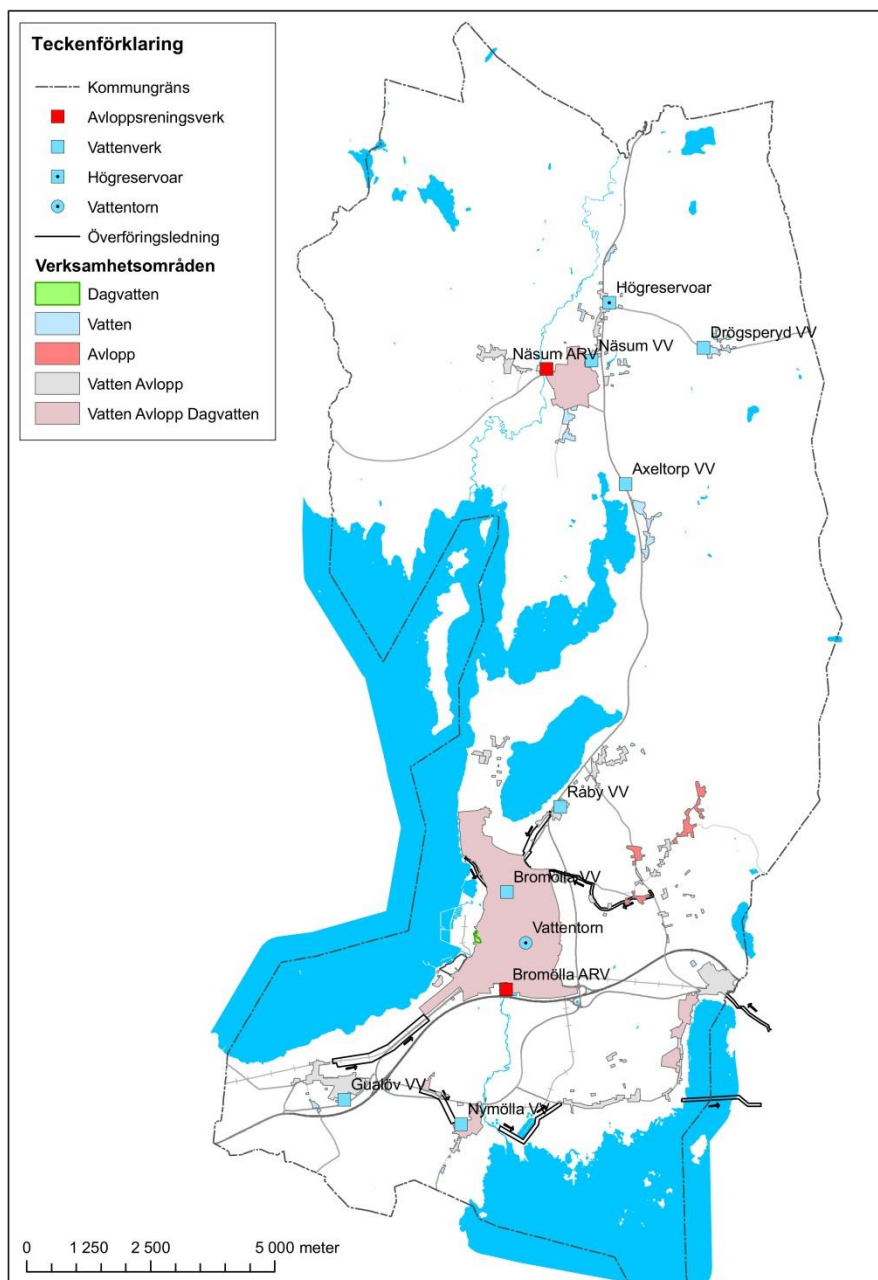 Teckenförklaring
Kommungräns
Avloppsreningsverk
Vattenverk
Högreservoar
Vattentorn
Överföringsledning
Verksamhetsområden
Dagvatten
Vatten
Avlopp
Vatten Avlopp
Vatten Avlopp Dagvatten
Högreservoar
Drögsperyd VV
Näsum ARV
Näsum VV
Axeltorp VV
Råby VV
Bromölla VV
Vattentorn
Bromölla ARV
Gualöv VV
Nymölla VV
0 1 250 2 500 5 000 meter